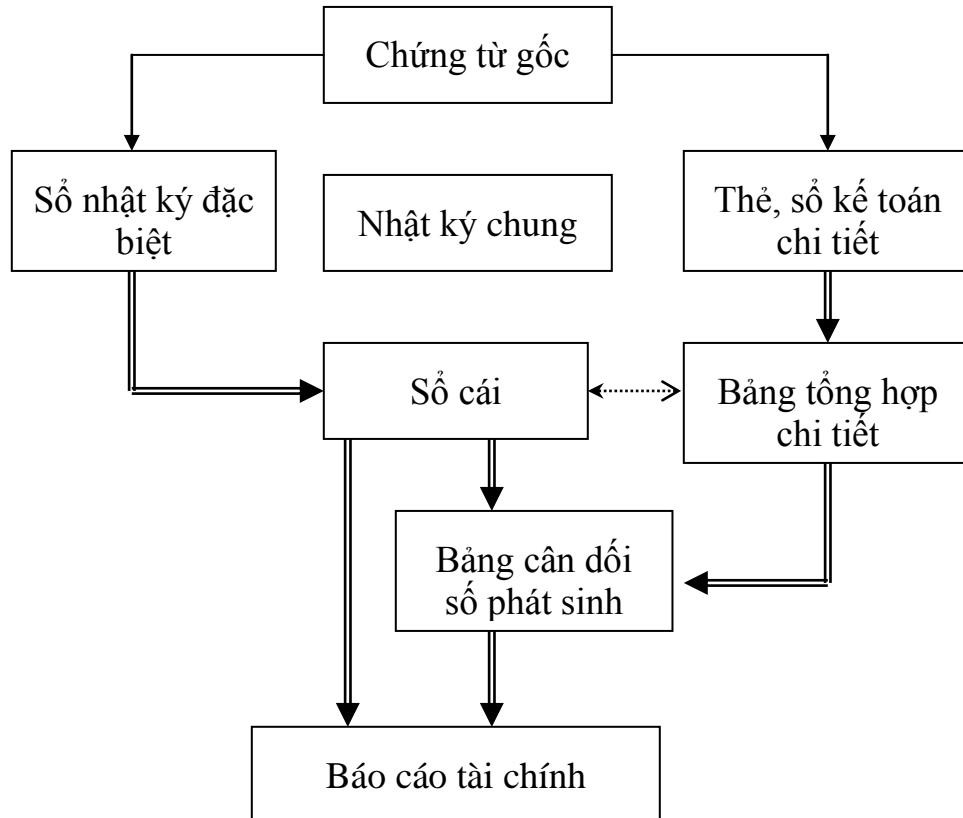 Chứng từ gốc
Sổ nhật ký đặc
biệt
Nhật ký chung
Thẻ, sổ kế toán
chi tiết
Sổ cái
Bảng tổng hợp
chi tiết
Bảng cân dối
số phát sinh
Báo cáo tài chính